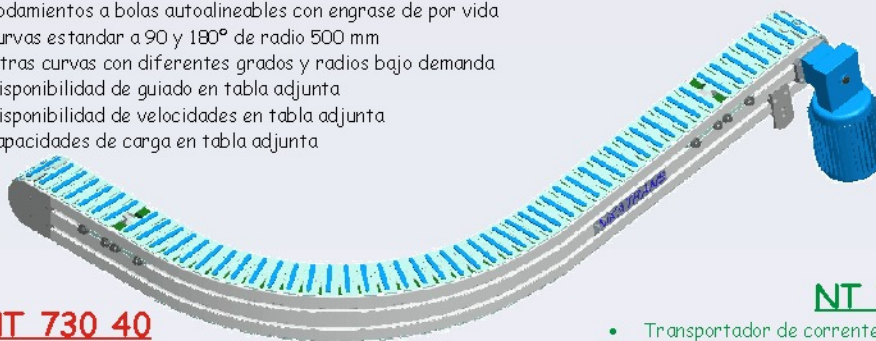 odamientos a bolas autoalineables con engrase de por vida
urvas estandar a 90 y 180º de radio 500 mm
tras curvas con diferentes grados y radios bajo demanda
isponibilidad de guiado en tabla adjunta
isponibilidad de velocidades en tabla adjunta
apacidades de carga en tabla adjunta
NT
NT 730 40
• Transportador de corrente